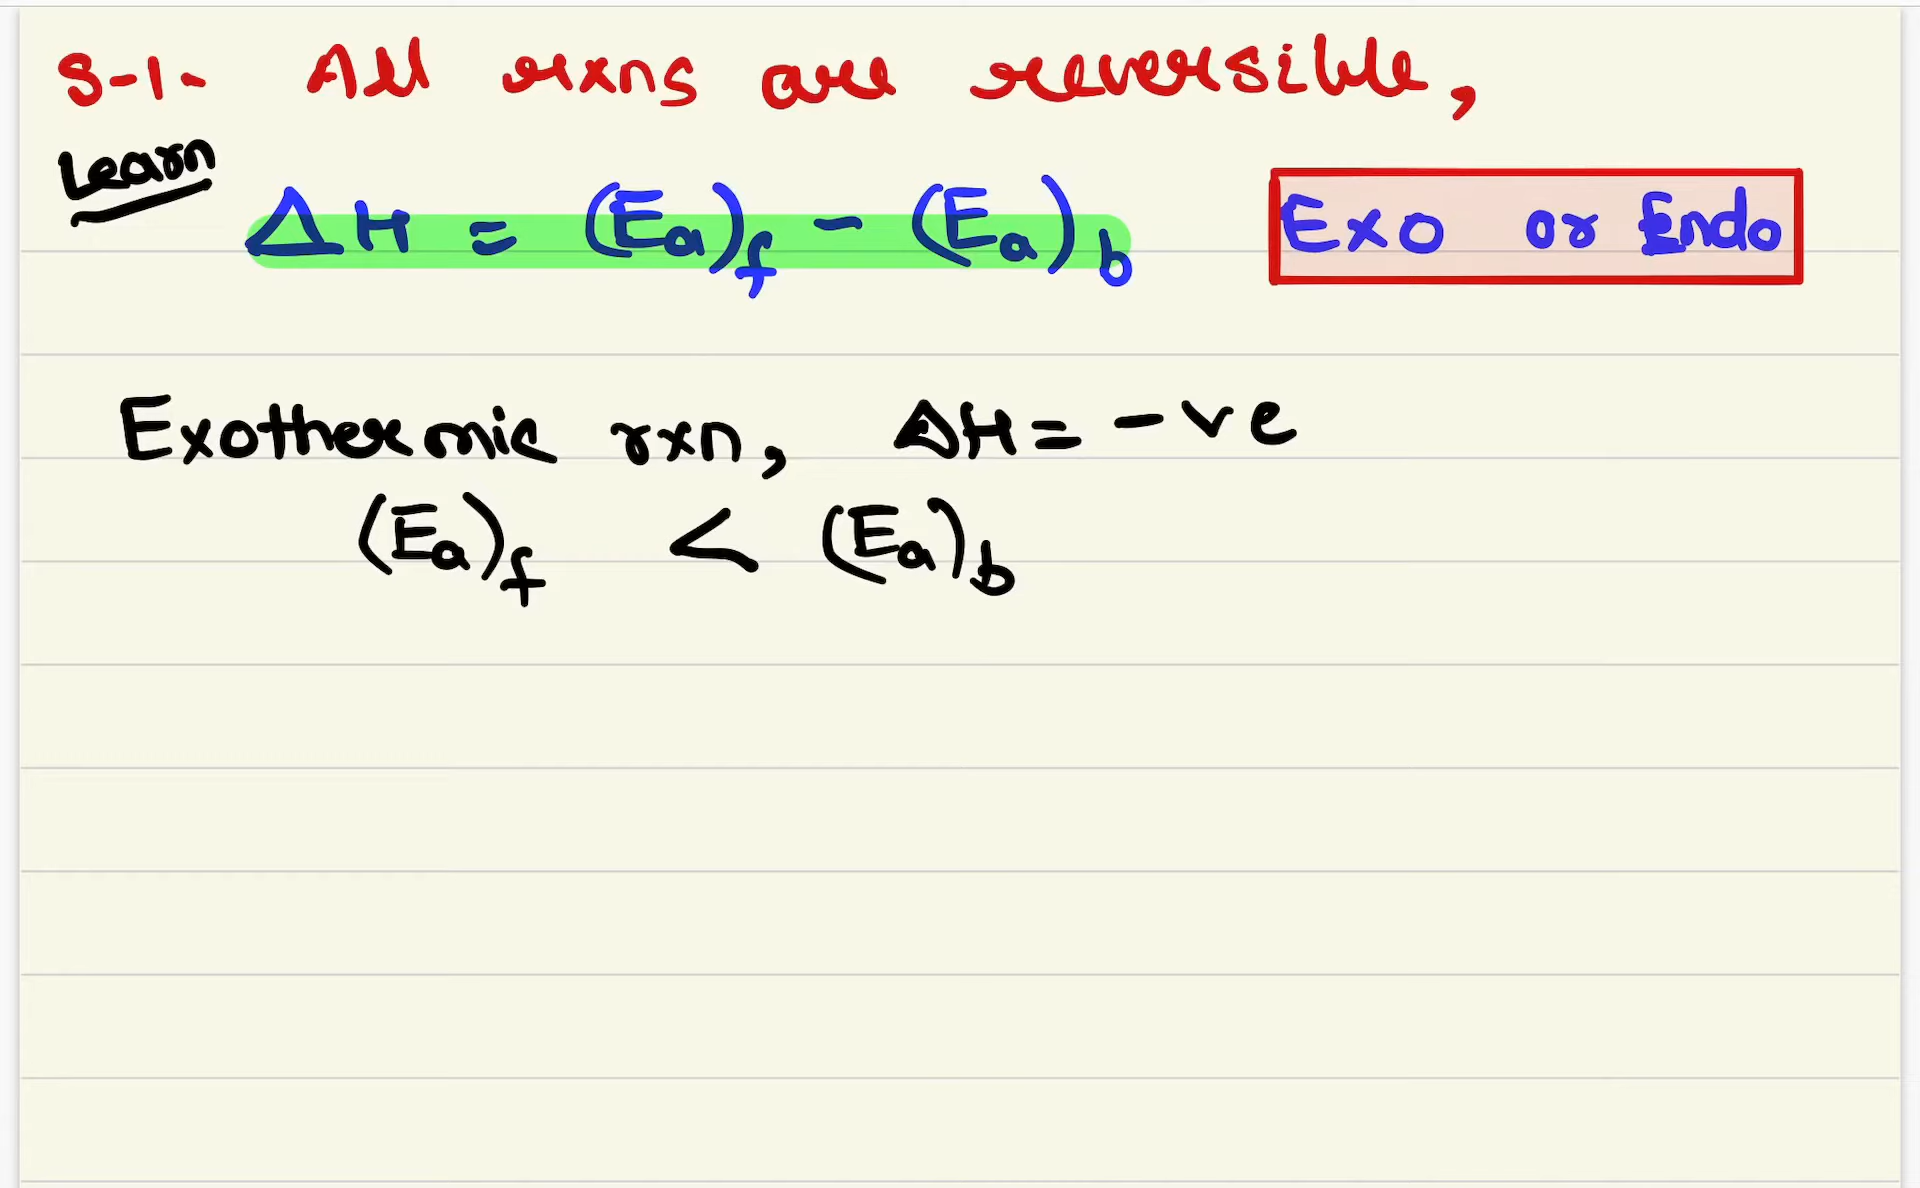 S-1- All rxns are reversible,
Learn
ΔH = (Ea)f - (Ea)b Exo or Endo
Exothermic rxn, ΔH = -ve
(Ea)f < (Ea)b